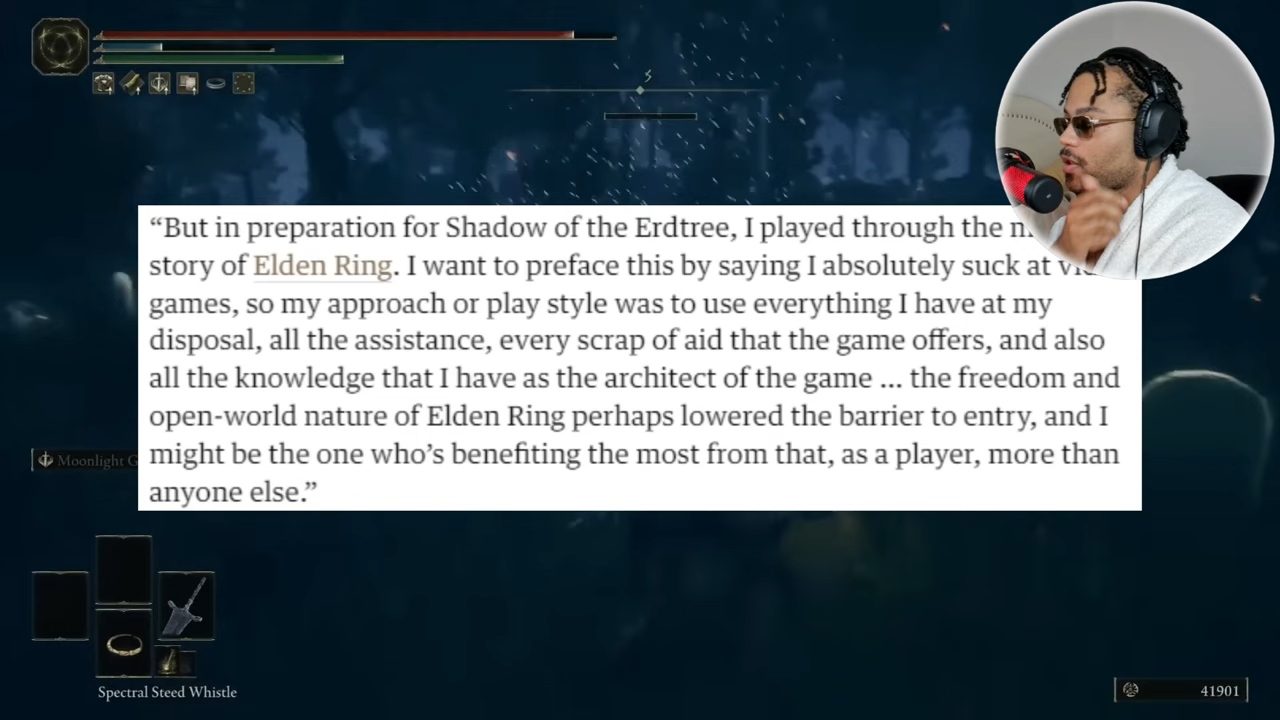 “But in preparation for Shadow of the Erdtree, I played through the
story of Elden Ring. I want to preface this by saying I absolutely suck at
games, so my approach or play style was to use everything I have at my
disposal, all the assistance, every scrap of aid that the game offers, and also
all the knowledge that I have as the architect of the game ... the freedom and
open-world nature of Elden Ring perhaps lowered the barrier to entry, and I
might be the one who’s benefiting the most from that, as a player, more than
anyone else.”
Moonlight
Spectral Steed Whistle
41901